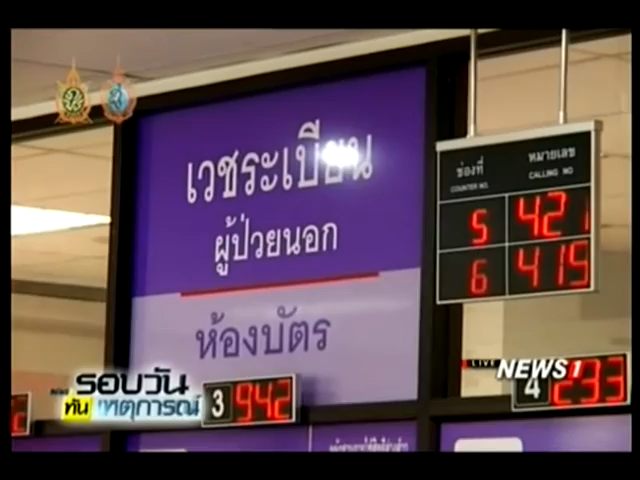 เวชระเบียน
ผู้ป่วยนอก
ห้องบัตร
ช่องที่ หมายเลข
COUNTER NO. CALLING NO
5 421
6 415
LIVE NEWS1
รอบวัน
ทัน เหตุการณ์
3 942
4 233